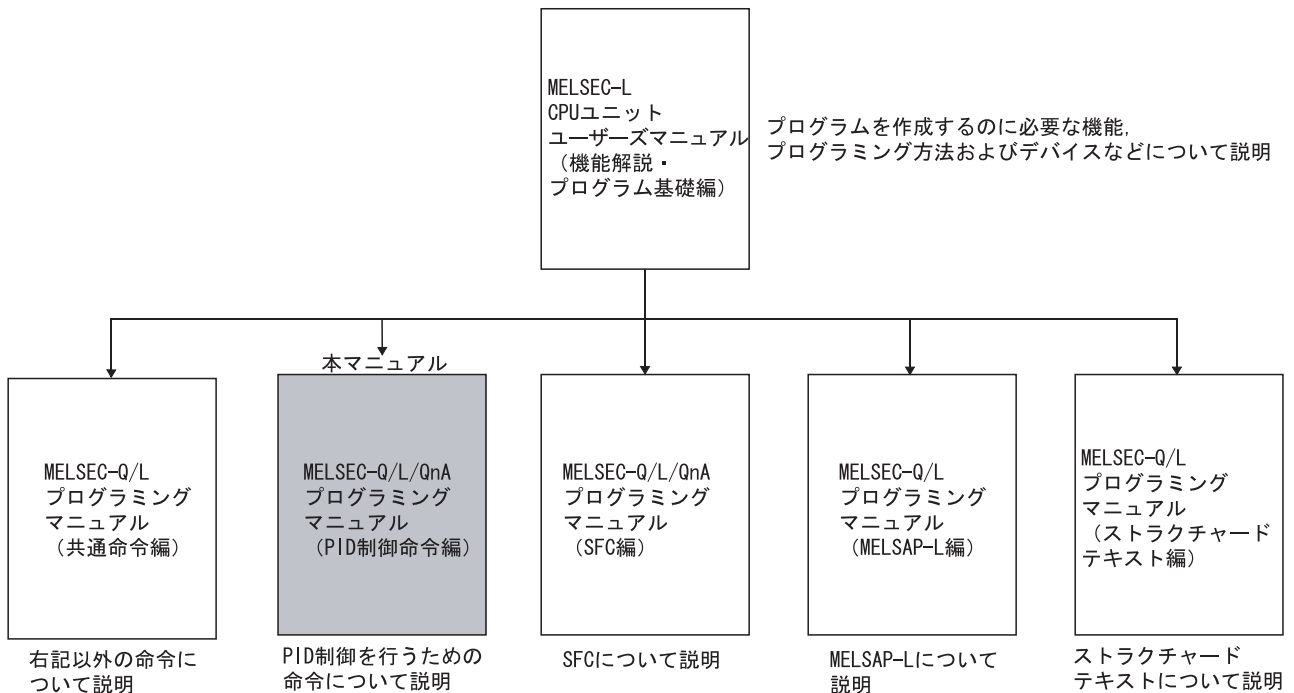 MELSEC-L
CPUユニット
ユーザーズマニュアル
（機能解説・
プログラム基礎編）
プログラムを作成するのに必要な機能,
プログラミング方法およびデバイスなどについて説明
本マニュアル
MELSEC-Q/L
プログラミング
マニュアル
（共通命令編）
右記以外の命令に
ついて説明
MELSEC-Q/L/QnA
プログラミング
マニュアル
（PID制御命令編）
PID制御を行うための
命令について説明
MELSEC-Q/L/QnA
プログラミング
マニュアル
（SFC編）
SFCについて説明
MELSEC-Q/L
プログラミング
マニュアル
（MELSAP-L編）
MELSAP-Lについて
説明
MELSEC-Q/L
プログラミング
マニュアル
（ストラクチャード
テキスト編）
ストラクチャード
テキストについて説明